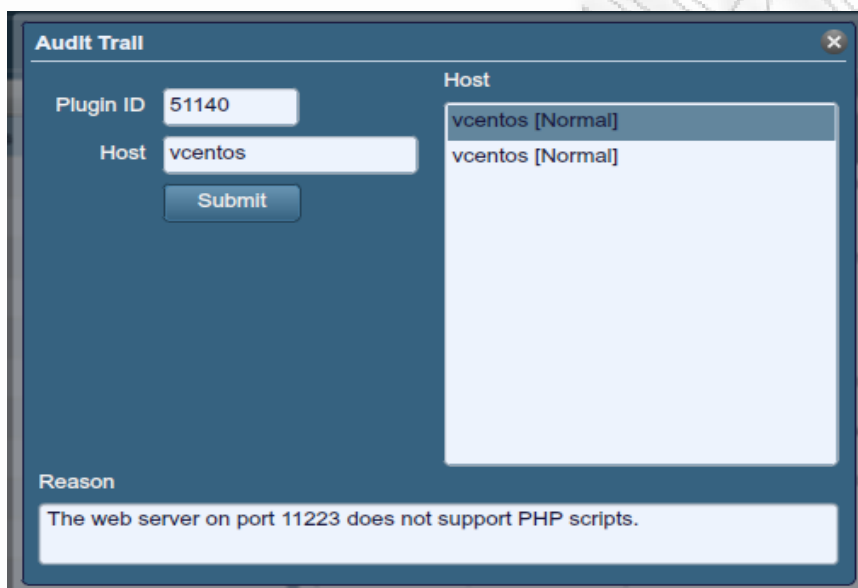 Audit Trail
Plugin ID 51140
Host vcentos
Submit
Host
vcentos [Normal]
vcentos [Normal]
Reason
The web server on port 11223 does not support PHP scripts.